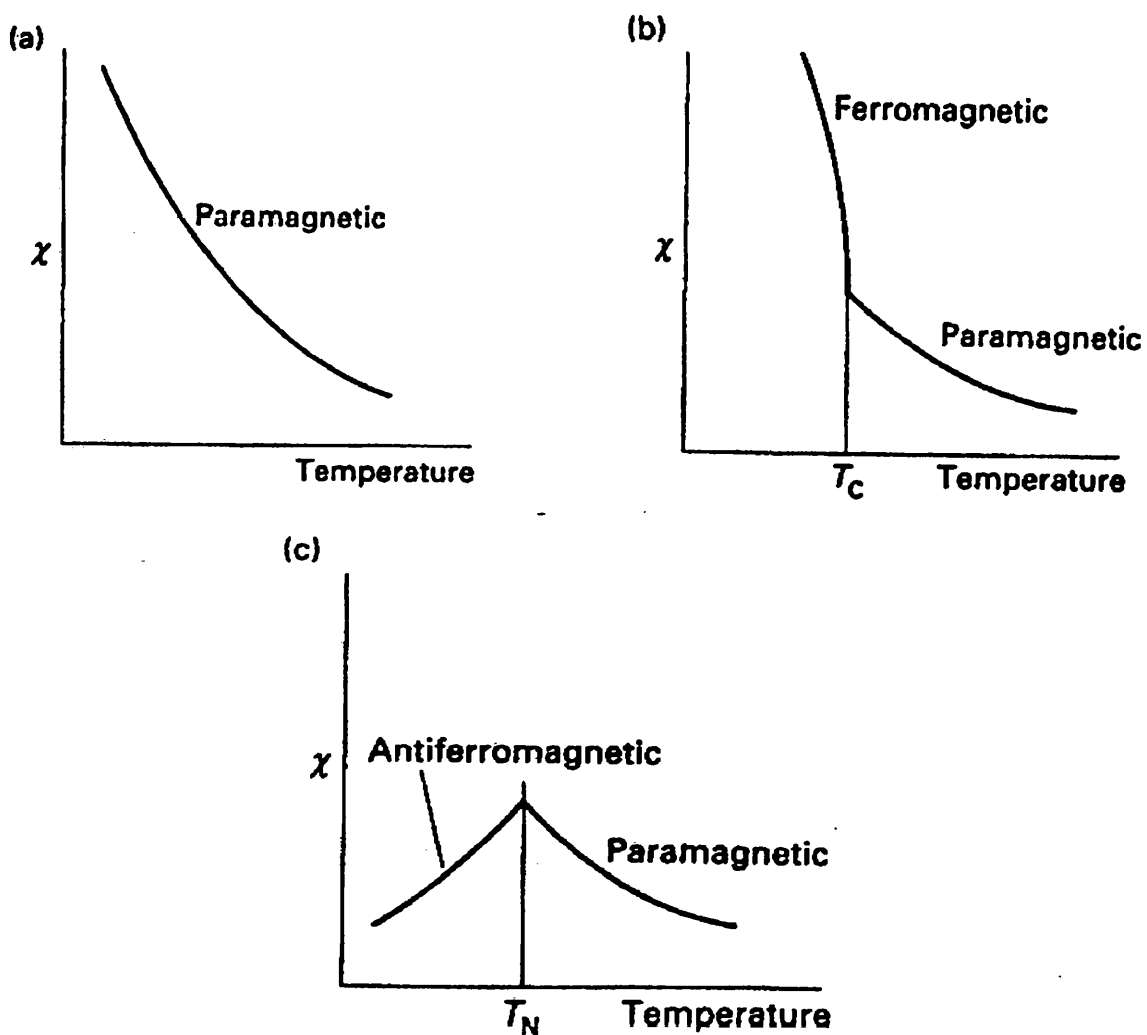 (a)
χ
Paramagnetic
Temperature
(b)
χ
Ferromagnetic
Paramagnetic
T_C Temperature
(c)
χ
Antiferromagnetic
Paramagnetic
T_N Temperature